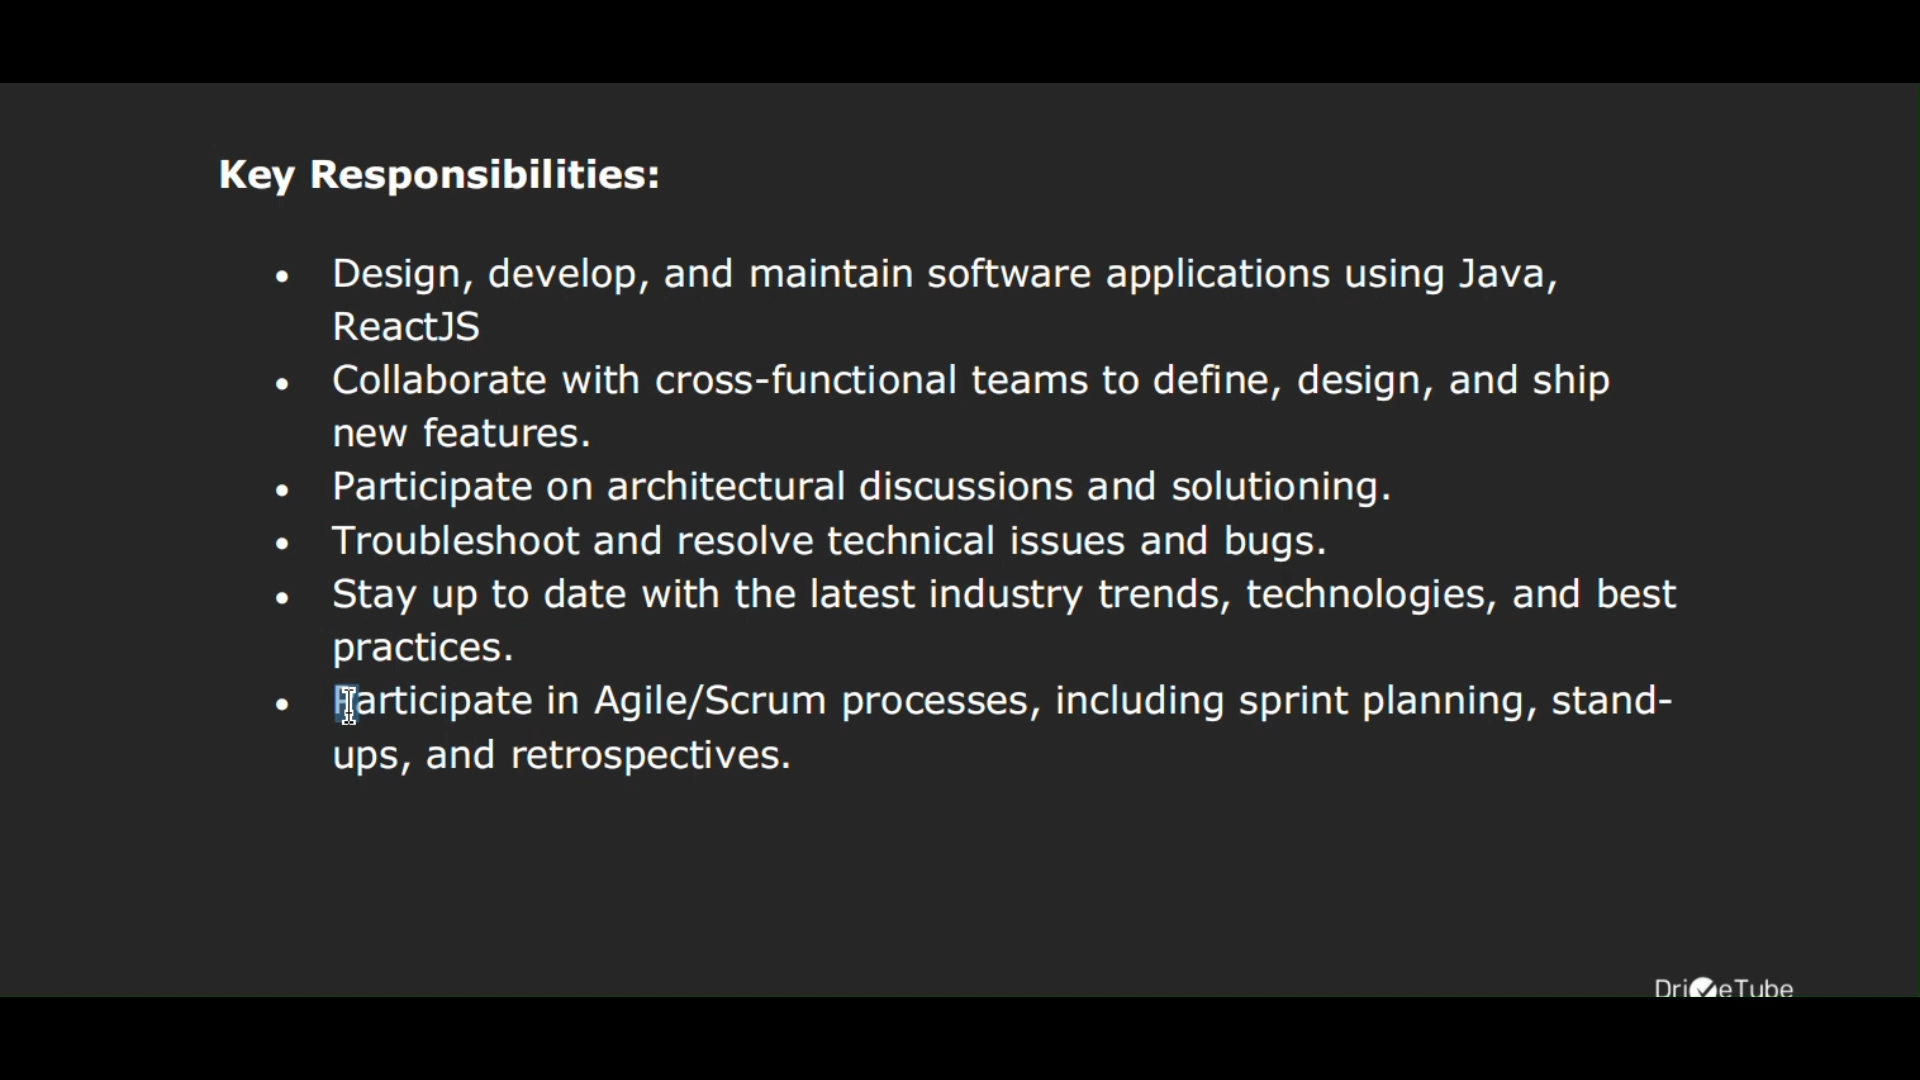 Key Responsibilities:
• Design, develop, and maintain software applications using Java,
ReactJS
• Collaborate with cross-functional teams to define, design, and ship
new features.
• Participate on architectural discussions and solutioning.
• Troubleshoot and resolve technical issues and bugs.
• Stay up to date with the latest industry trends, technologies, and best
practices.
• Participate in Agile/Scrum processes, including sprint planning, stand-
ups, and retrospectives.
DriveTube